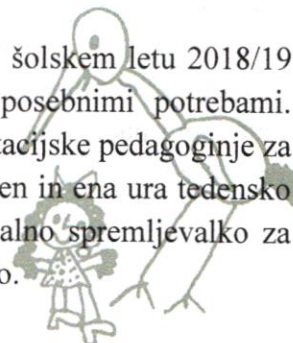 šolskem letu 2018/19
posebnimi potrebami.
tacijske pedagoginje za
en in ena ura tedensko
alno spremljevalko za
o.